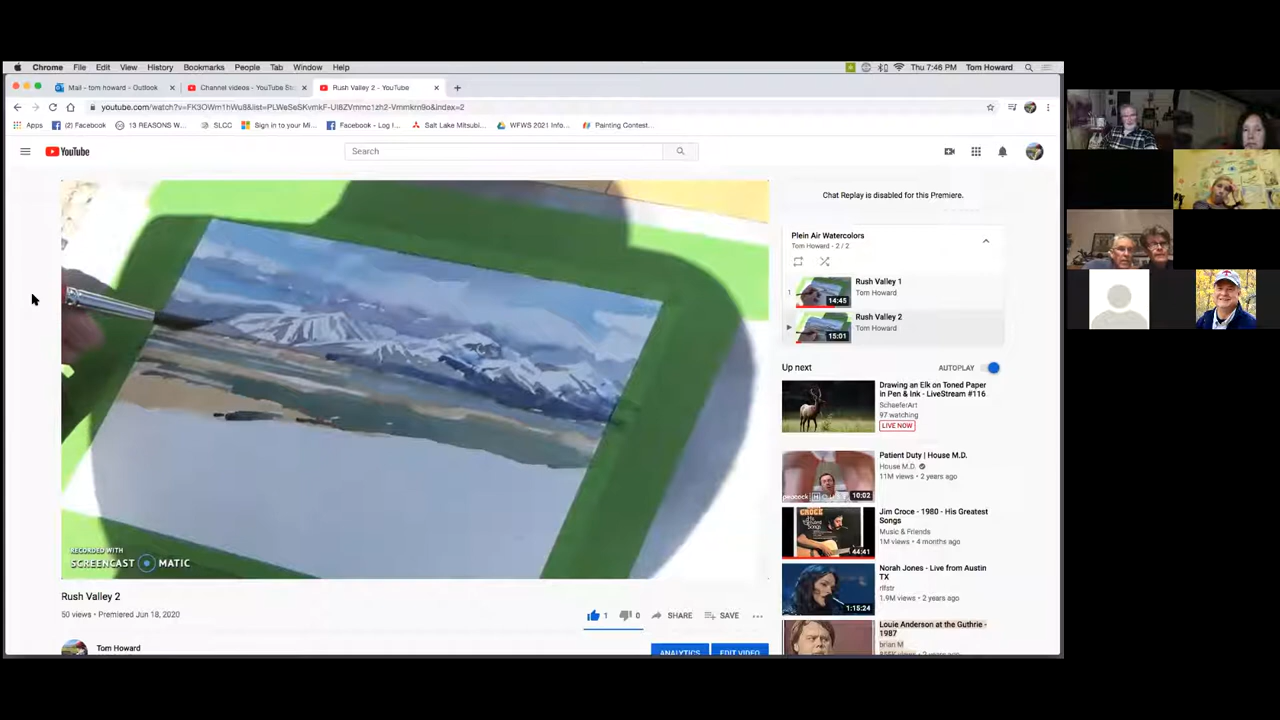 Chrome File Edit View History Bookmarks People Tab Window Help Thu 7:46 PM Tom Howard
Mail - tom howard - Outlook Channel videos - YouTube St Rush Valley 2 - YouTube
youtube.com/watch?v=
Apps (2) Facebook 13 REASONS W... SLCC Sign in to your Mi... Facebook - Log I... Salt Lake Mitsubi... WFWS 2021 Info... Painting Contest...
YouTube Search
Chat Replay is disabled for this Premiere.
Plein Air Watercolors
Tom Howard - 2 / 2
1 Rush Valley 1
Tom Howard
14:45
Rush Valley 2
Tom Howard
15:01
Up next AUTOPLAY
Drawing an Elk on Toned Paper
in Pen & Ink - LiveStream #116
SchaeferArt
97 watching
LIVE NOW
Patient Duty | House M.D.
House M.D.
11M views • 2 years ago
peacock 10:02
Jim Croce - 1980 - His Greatest
Songs
Music & Friends
1M views • 4 months ago
CROCE
44:41
Norah Jones - Live from Austin
TX
rlfstr
1.9M views • 2 years ago
1:15:24
Louie Anderson at the Guthrie -
1987
brian M
RECORDED WITH
SCREENCAST MATIC
Rush Valley 2
50 views • Premiered Jun 18, 2020
1 0 SHARE SAVE
Tom Howard
ANALYTICS EDIT VIDEO